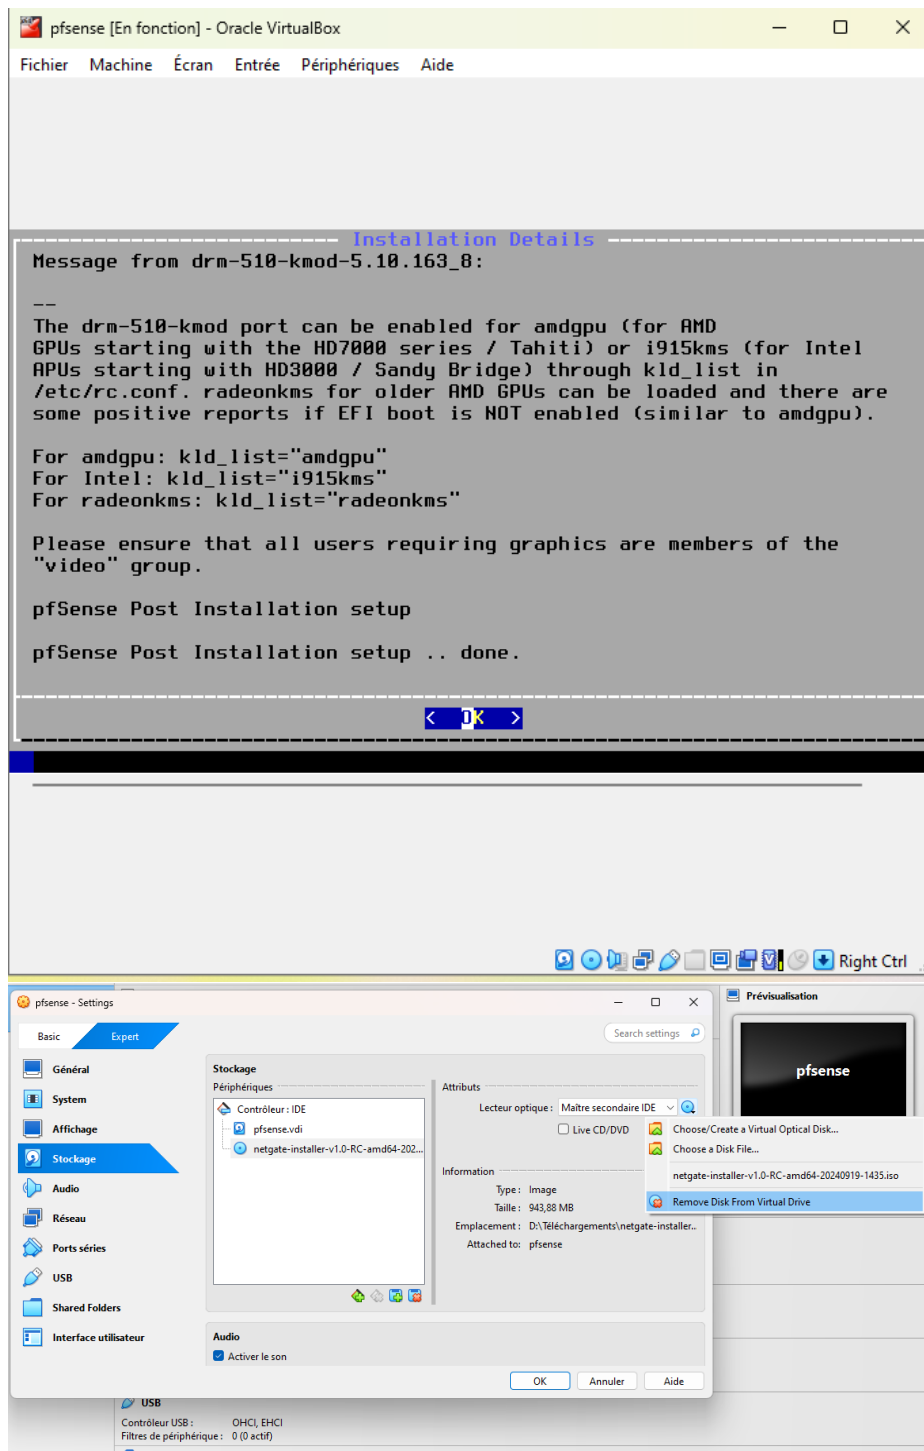 pfsense [En fonction] - Oracle VirtualBox
Fichier Machine Écran Entrée Périphériques Aide
Installation Details
Message from drm-510-kmod-5.10.163_8:
--
The drm-510-kmod port can be enabled for amdgpu (for AMD
GPUs starting with the HD7000 series / Tahiti) or i915kms (for Intel
APUs starting with HD3000 / Sandy Bridge) through kld_list in
/etc/rc.conf. radeonkms for older AMD GPUs can be loaded and there are
some positive reports if EFI boot is NOT enabled (similar to amdgpu).
For amdgpu: kld_list="amdgpu"
For Intel: kld_list="i915kms"
For radeonkms: kld_list="radeonkms"
Please ensure that all users requiring graphics are members of the
"video" group.
pfSense Post Installation setup
pfSense Post Installation setup .. done.
< OK >
Right Ctrl
pfsense - Settings
Prévisualisation
Basic Expert
Search settings
pfsense
Général
System
Affichage
Stockage
Audio
Réseau
Ports séries
USB
Shared Folders
Interface utilisateur
Stockage
Périphériques
Contrôleur : IDE
pfsense.vdi
netgate-installer-v1.0-RC-amd64-202...
Attributs
Lecteur optique : Maître secondaire IDE
Live CD/DVD
Information
Type : Image
Taille : 943,88 MB
Emplacement : D:\Téléchargements\netgate-installer..
Attached to: pfsense
Choose/Create a Virtual Optical Disk...
Choose a Disk File...
netgate-installer-v1.0-RC-amd64-20240919-1435.iso
Remove Disk From Virtual Drive
Audio
Activer le son
OK Annuler Aide
USB
Contrôleur USB : OHCI, EHCI
Filtres de périphérique : 0 (0 actif)